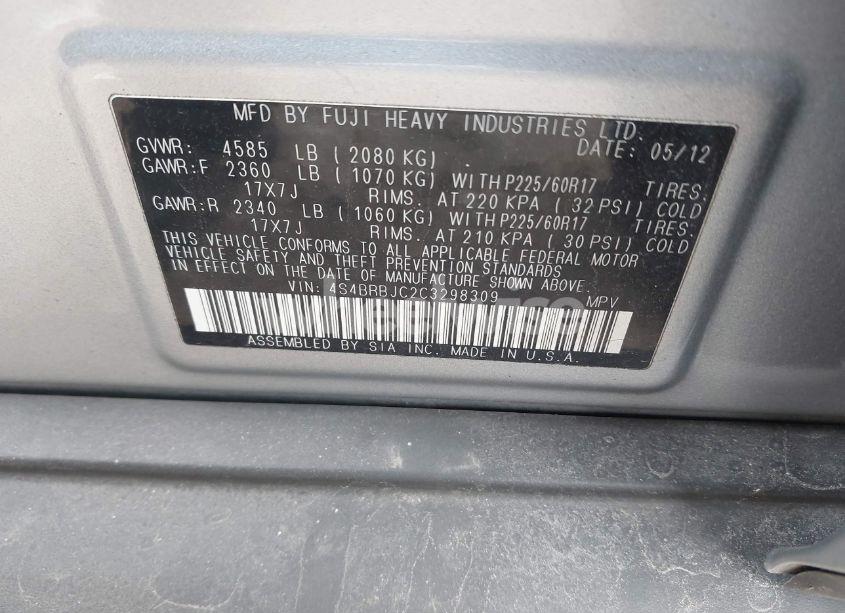 MFD BY FUJI HEAVY INDUSTRIES LTD.
GVWR: 4585 LB ( 2080 KG) DATE: 05/12
GAWR:F 2360 LB ( 1070 KG) WITH P225/60R17 TIRES.
17X7J RIMS. AT 220 KPA ( 32 PSI) COLD
GAWR:R 2340 LB ( 1060 KG) WITH P225/60R17 TIRES.
17X7J RIMS. AT 210 KPA ( 30 PSI) COLD
THIS VEHICLE CONFORMS TO ALL APPLICABLE FEDERAL MOTOR
VEHICLE SAFETY AND THEFT PREVENTION STANDARDS
IN EFFECT ON THE DATE OF MANUFACTURE SHOWN ABOVE.
VIN: 4S4BRBJC2C3298309 MPV
ASSEMBLED BY SIA INC. MADE IN U.S.A.